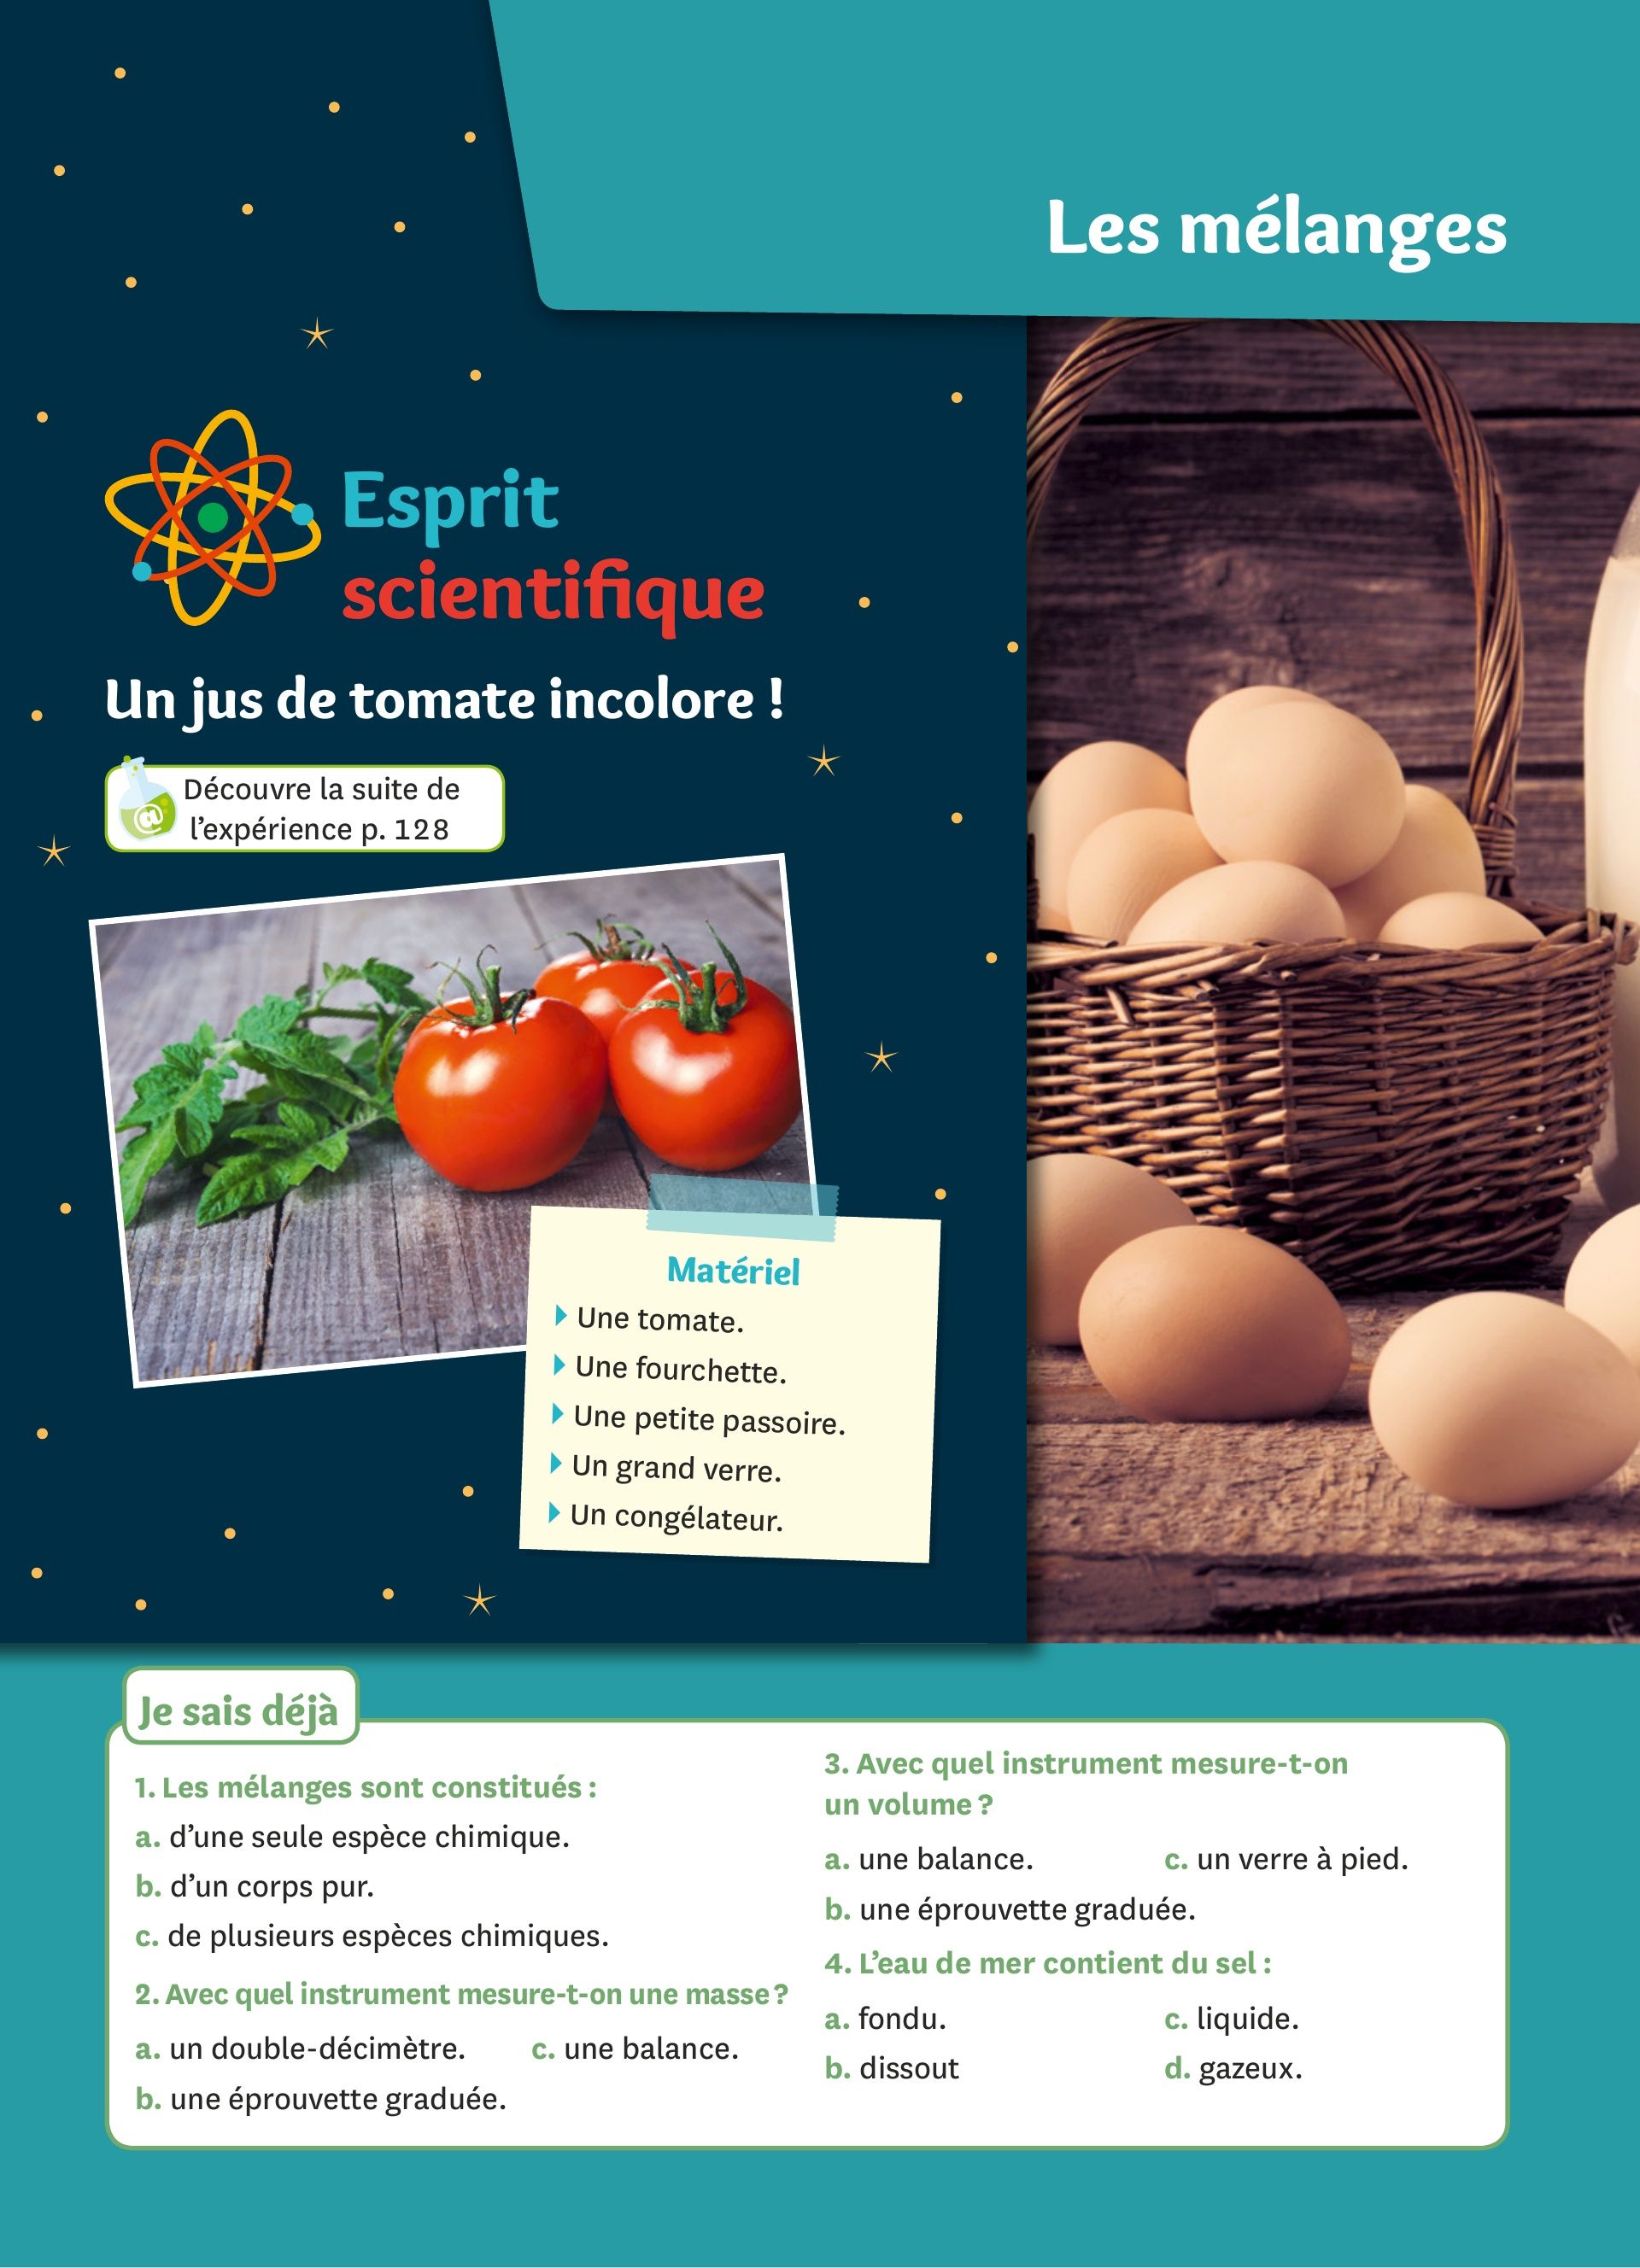 Les mélanges
Esprit
scientifique
Un jus de tomate incolore !
Découvre la suite de
l'expérience p. 128
@
Matériel
Une tomate.
Une fourchette.
Une petite passoire.
Un grand verre.
Un congélateur.
Je sais déjà
1. Les mélanges sont constitués :
a. d'une seule espèce chimique.
b. d'un corps pur.
c. de plusieurs espèces chimiques.
2. Avec quel instrument mesure-t-on une masse ?
a. un double-décimètre.
c. une balance.
b. une éprouvette graduée.
3. Avec quel instrument mesure-t-on
un volume ?
a. une balance.
c. un verre à pied.
b. une éprouvette graduée.
4. L'eau de mer contient du sel :
a. fondu.
c. liquide.
b. dissout
d. gazeux.